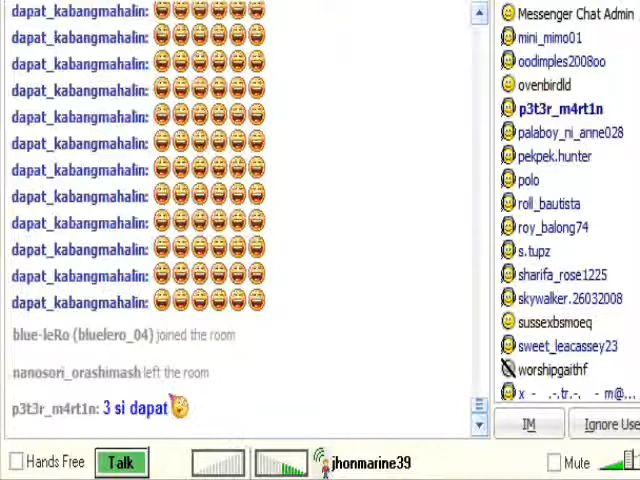 dapat_kabangmahalin:
dapat_kabangmahalin:
dapat_kabangmahalin:
dapat_kabangmahalin:
dapat_kabangmahalin:
dapat_kabangmahalin:
dapat_kabangmahalin:
dapat_kabangmahalin:
dapat_kabangmahalin:
dapat_kabangmahalin:
dapat_kabangmahalin:
dapat_kabangmahalin:
blue-leRo (bluelero_04) joined the room
nanosori_orashimash left the room
p3t3r_m4rt1n: 3 si dapat
Messenger Chat Admin
mini_mimo01
oodimples2008oo
ovenbirdld
p3t3r_m4rt1n
palaboy_ni_anne028
pekpek.hunter
polo
roll_bautista
roy_balong74
s.tupz
sharifa_rose1225
skywalker.26032008
sussexbsmoeq
sweet_leacassey23
worshipgaithf
IM
Ignore Use
Hands Free
Talk
jhonmarine39
Mute